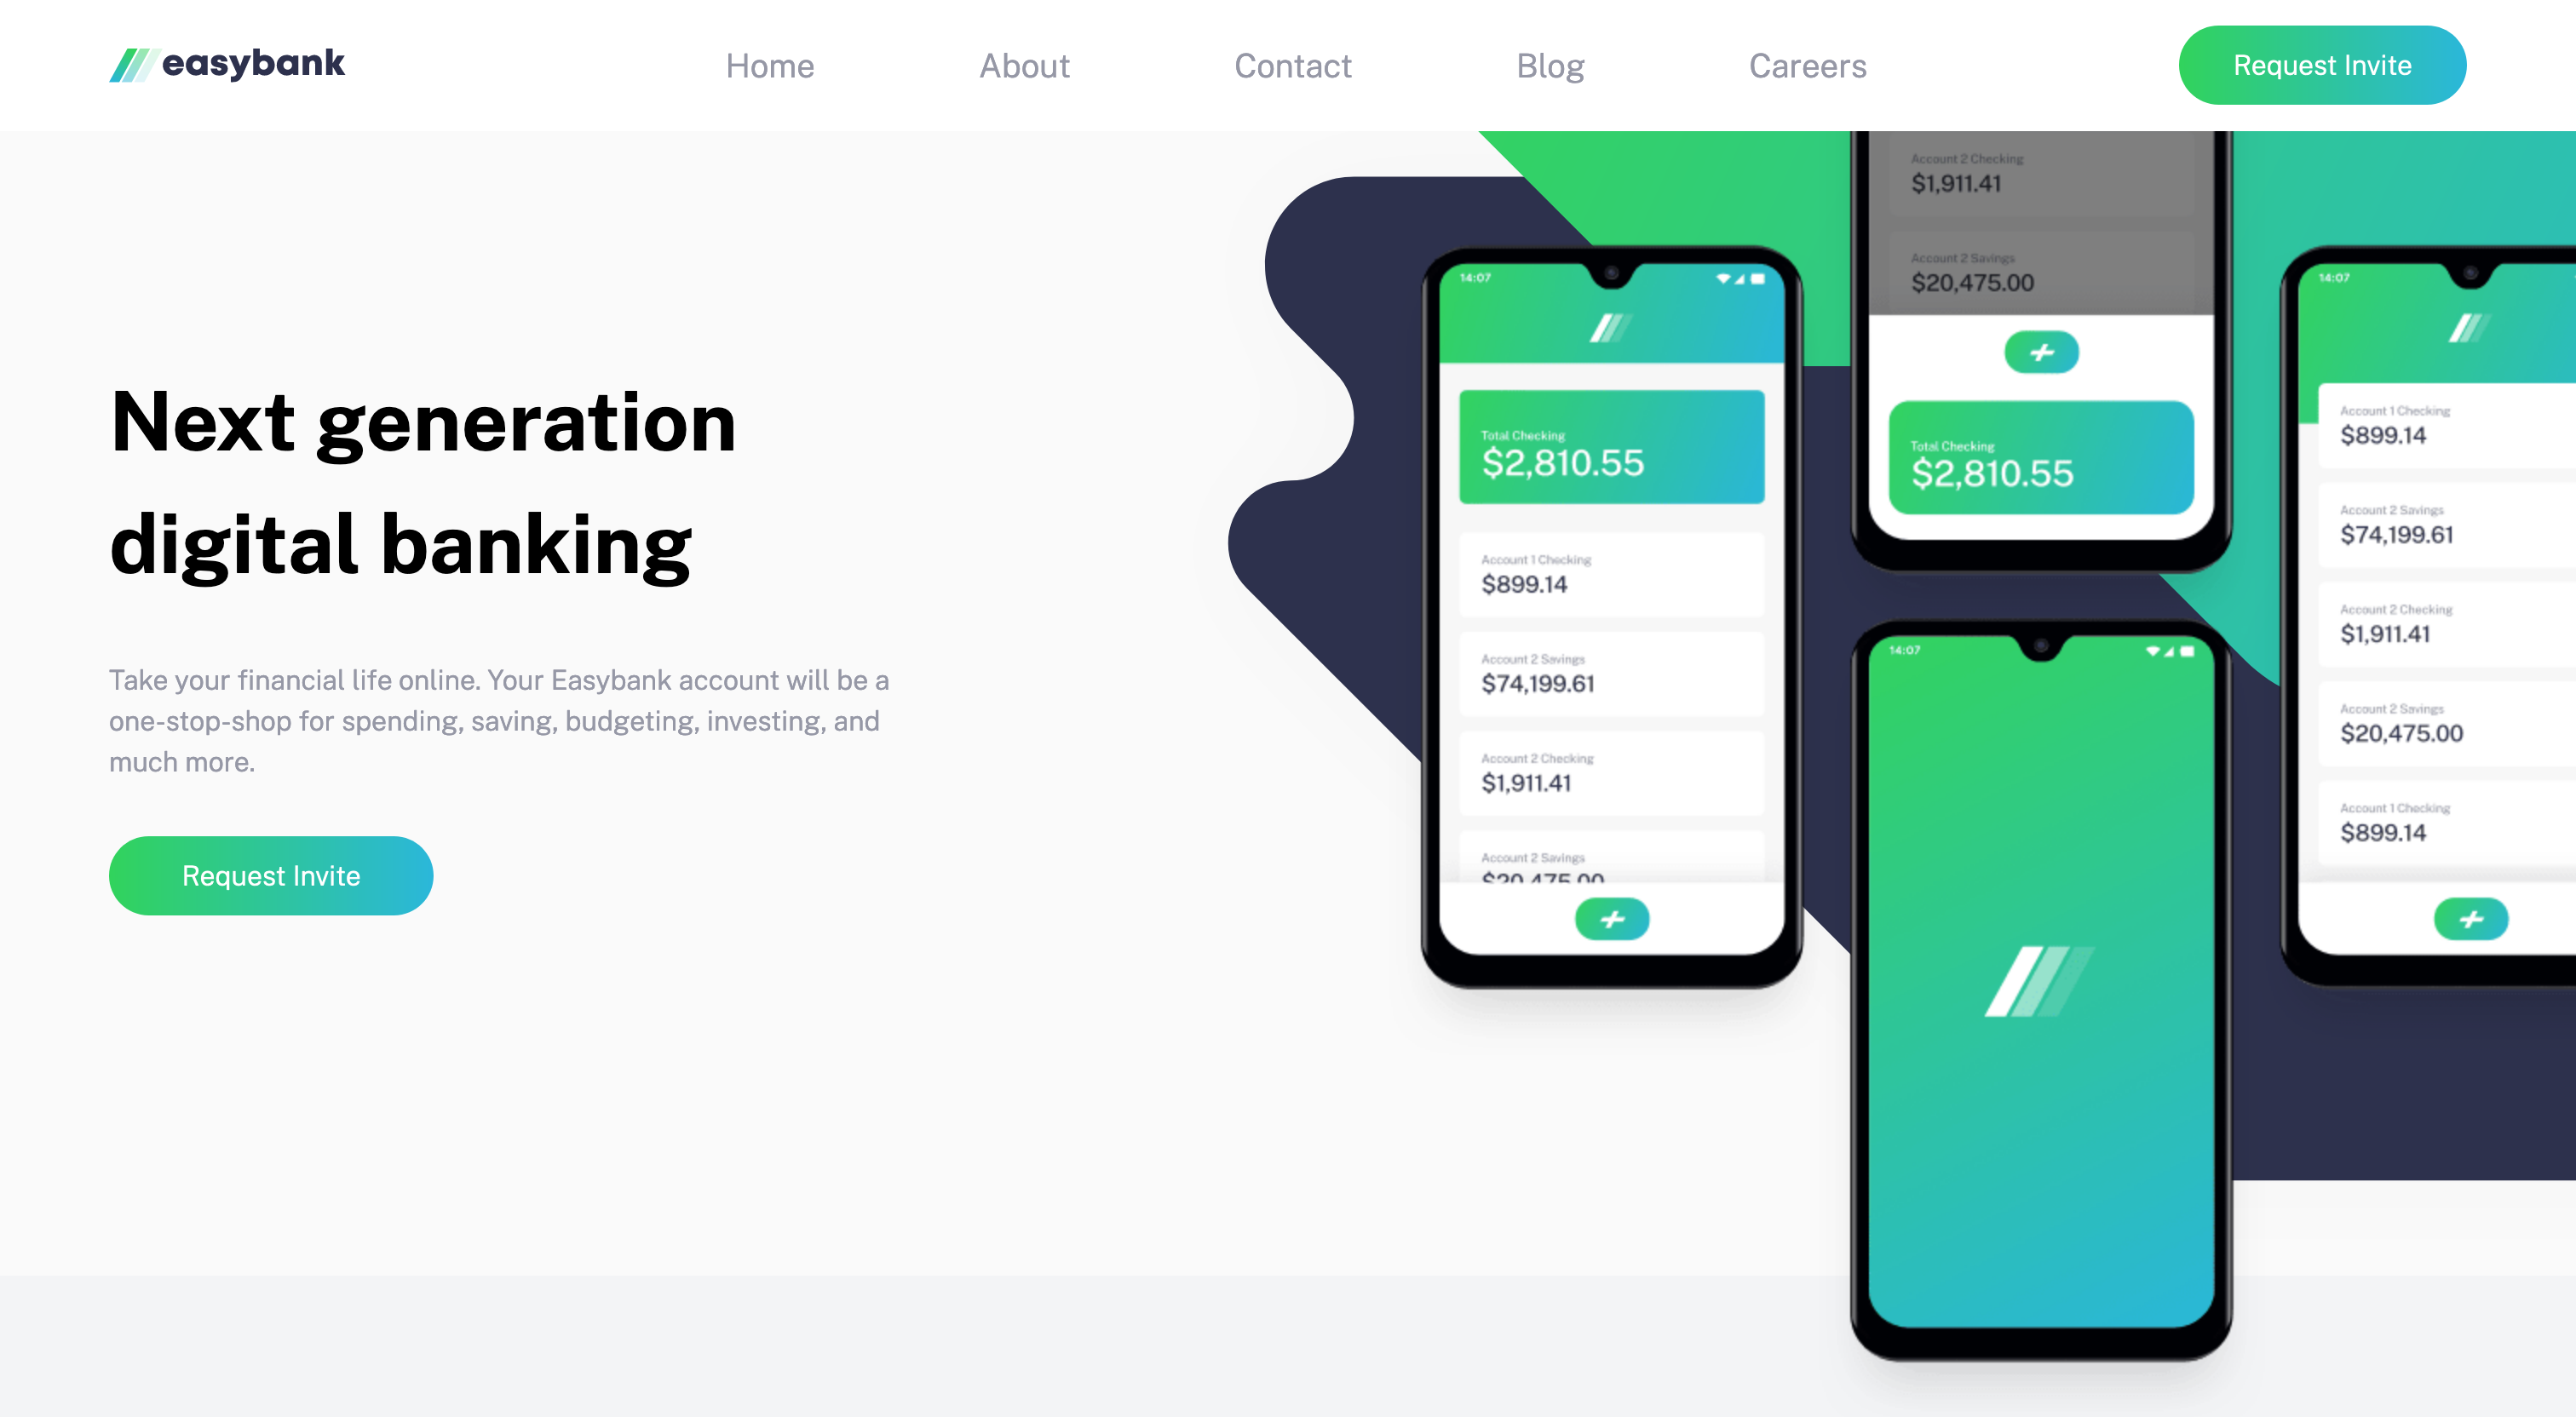 easybank
Home
About
Contact
Blog
Careers
Request Invite
Next generation
digital banking
Take your financial life online. Your Easybank account will be a
one-stop-shop for spending, saving, budgeting, investing, and
much more.
Request Invite
14:07
Total Checking
$2,810.55
Account 1 Checking
$899.14
Account 2 Savings
$74,199.61
Account 2 Checking
$1,911.41
Account 2 Savings
$20,475.00
Account 2 Checking
$1,911.41
Account 2 Savings
$20,475.00
Total Checking
$2,810.55
14:07
14:07
Account 1 Checking
$899.14
Account 2 Savings
$74,199.61
Account 2 Checking
$1,911.41
Account 2 Savings
$20,475.00
Account 1 Checking
$899.14